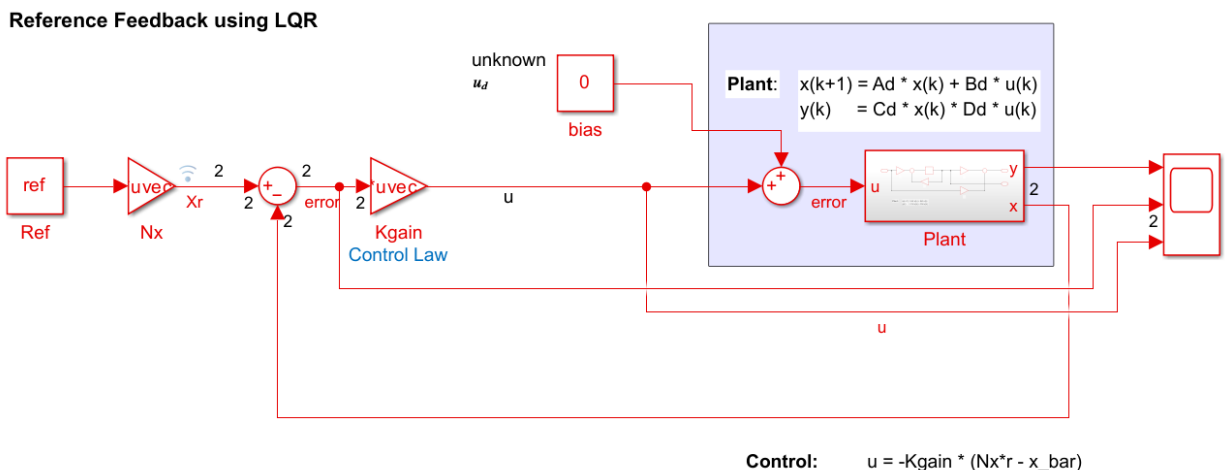 Reference Feedback using LQR
unknown
u_d
0
bias
Plant: x(k+1) = Ad * x(k) + Bd * u(k)
y(k) = Cd * x(k) * Dd * u(k)
ref
Ref
uvec
Nx
2
Xr
2
+
−
2
2
error
2
*uvec
Kgain
Control Law
u
+
+
error
u
y
x
Plant
2
2
u
Control: u = -Kgain * (Nx*r - x_bar)